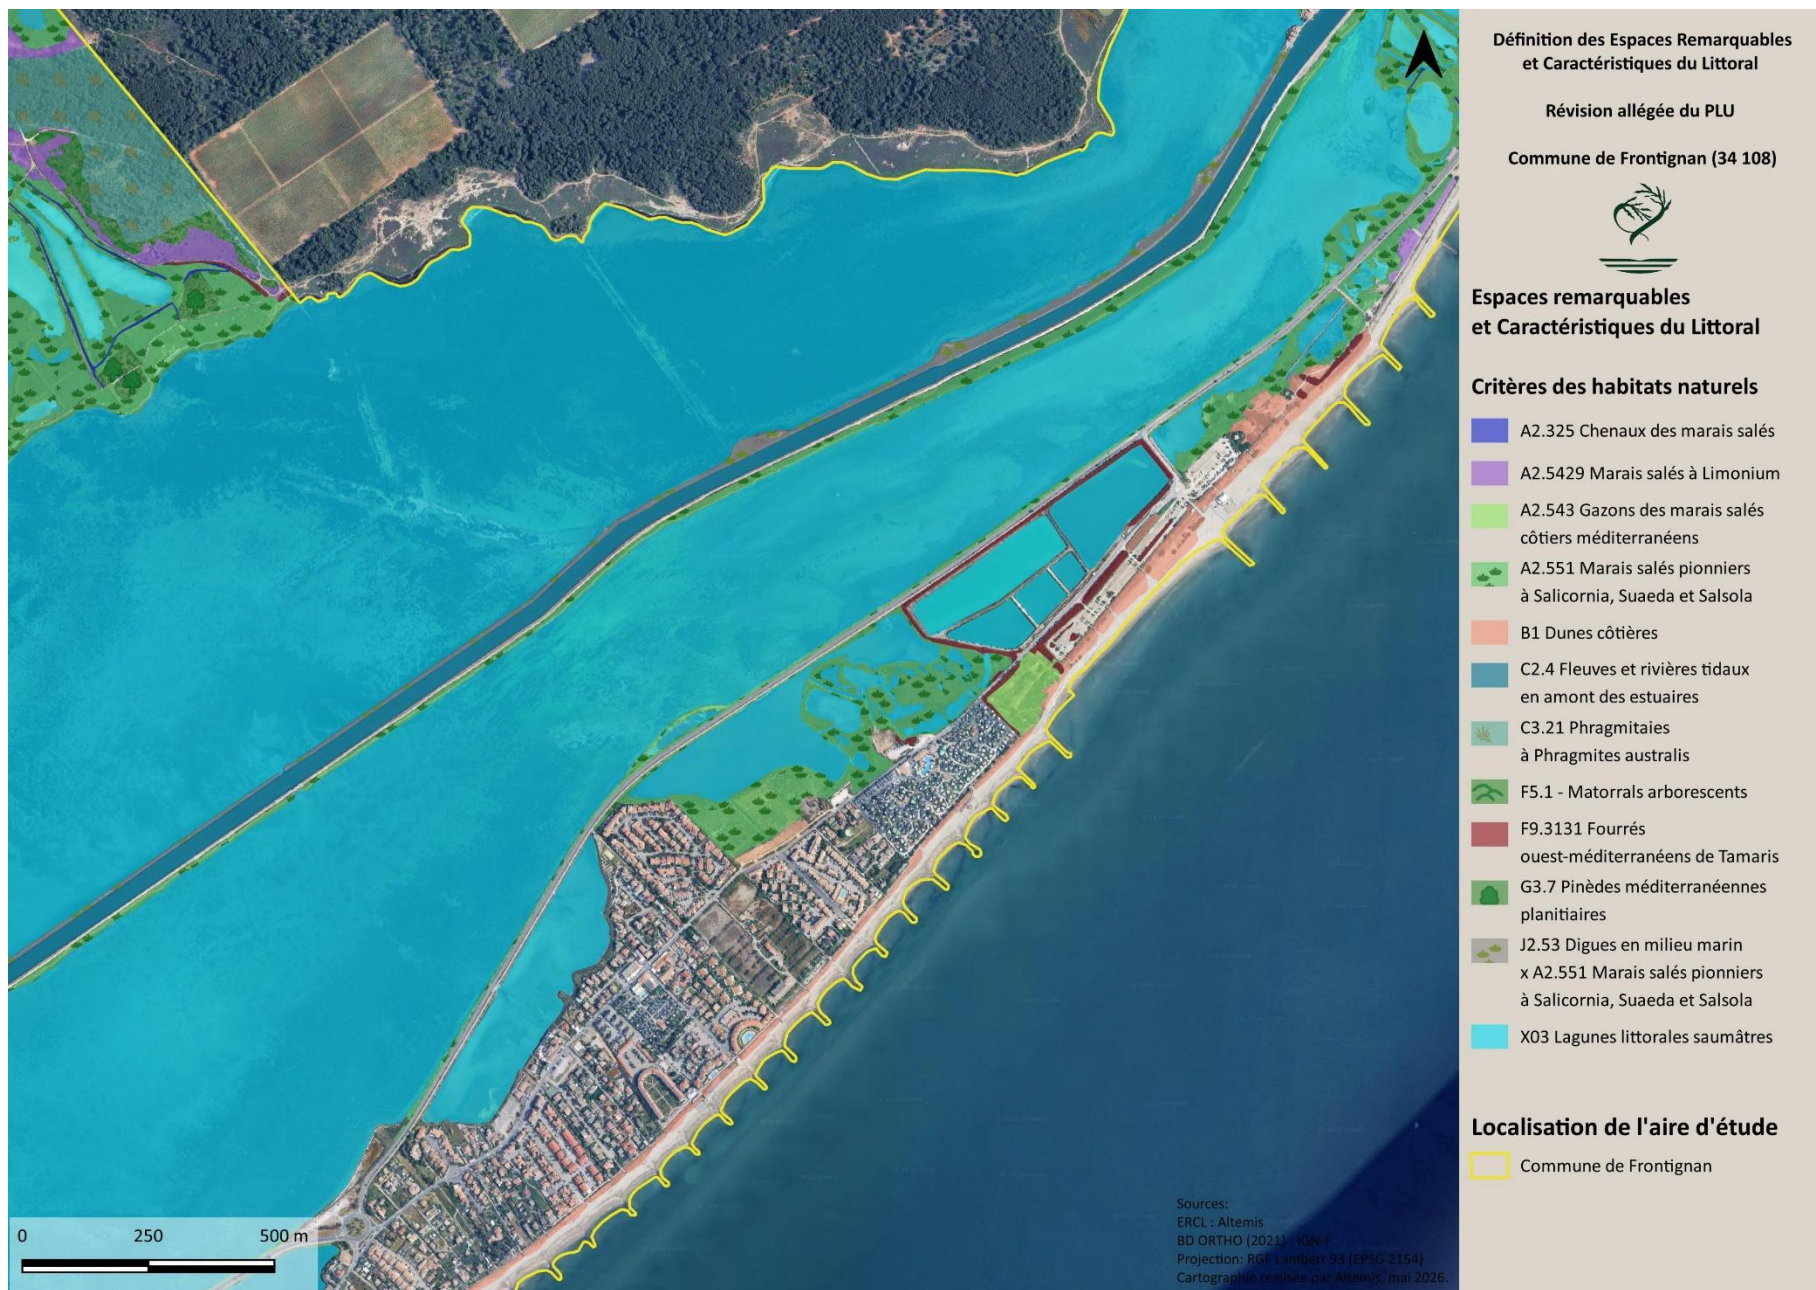 Définition des Espaces Remarquables
et Caractéristiques du Littoral
Révision allégée du PLU
Commune de Frontignan (34 108)
Espaces remarquables
et Caractéristiques du Littoral
Critères des habitats naturels
A2.325 Chenaux des marais salés
A2.5429 Marais salés à Limonium
A2.543 Gazons des marais salés
côtiers méditerranéens
A2.551 Marais salés pionniers
à Salicornia, Suaeda et Salsola
B1 Dunes côtières
C2.4 Fleuves et rivières tidaux
en amont des estuaires
C3.21 Phragmitaies
à Phragmites australis
F5.1 - Matorrals arborescents
F9.3131 Fourrés
ouest-méditerranéens de Tamaris
G3.7 Pinèdes méditerranéennes
planitiaires
J2.53 Digues en milieu marin
x A2.551 Marais salés pionniers
à Salicornia, Suaeda et Salsola
X03 Lagunes littorales saumâtres
Localisation de l'aire d'étude
Commune de Frontignan
0 250 500 m
Sources:
ERCL : Altemis
BD ORTHO (2021) : IGN-F
Projection: RGF Lambert 93 (EPSG 2154)
Cartographie réalisée par Altemis, mai 2026.